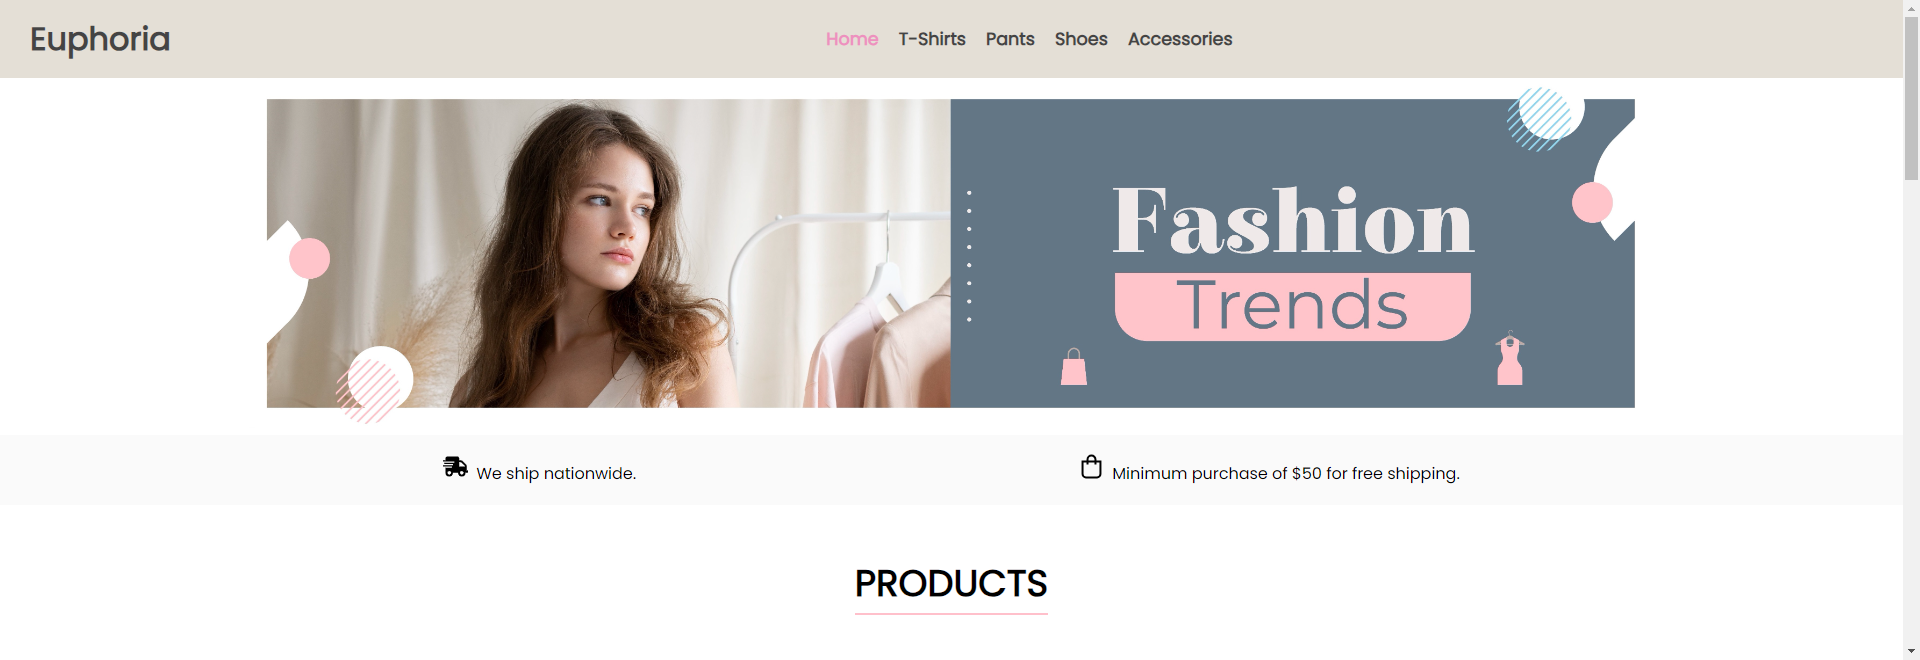 Euphoria
Home T-Shirts Pants Shoes Accessories
Fashion
Trends
We ship nationwide.
Minimum purchase of $50 for free shipping.
PRODUCTS